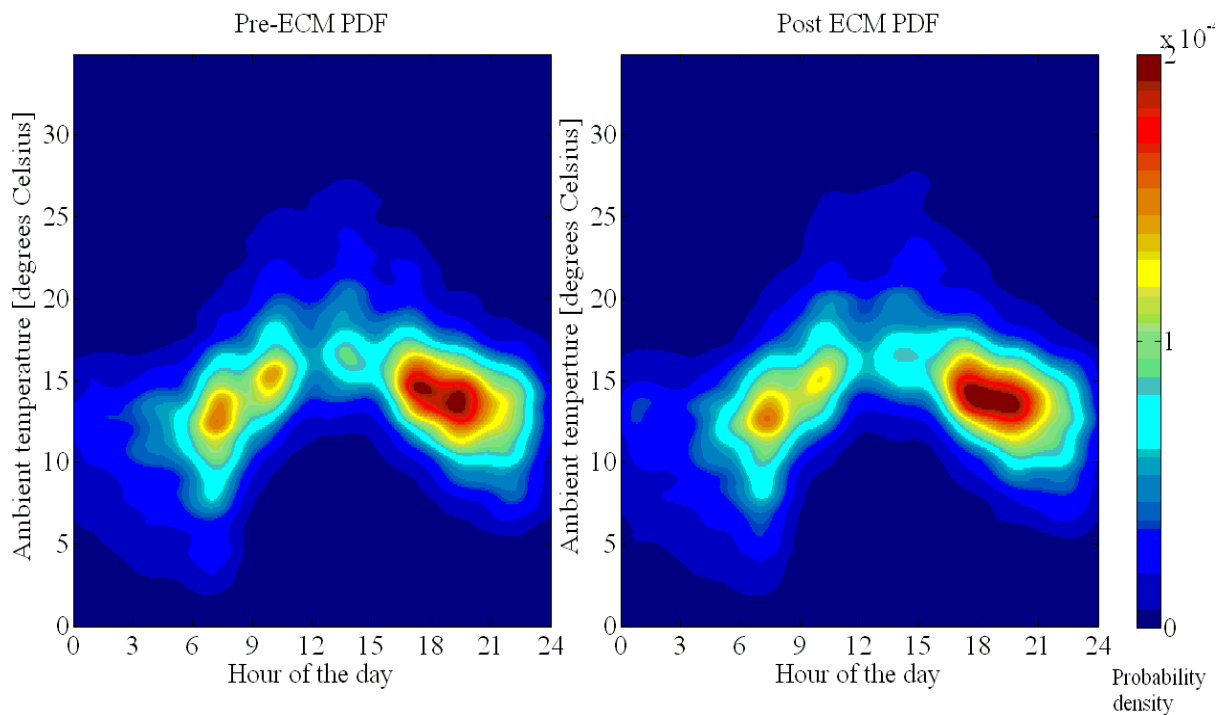 Pre-ECM PDF
Post ECM PDF
x 10-4
Ambient temperature [degrees Celsius]
30
25
20
15
10
5
0
0 3 6 9 12 15 18 21 24
Hour of the day
Ambient temperature [degrees Celsius]
30
25
20
15
10
5
0
0 3 6 9 12 15 18 21 24
Hour of the day
2
1
0
Probability
density